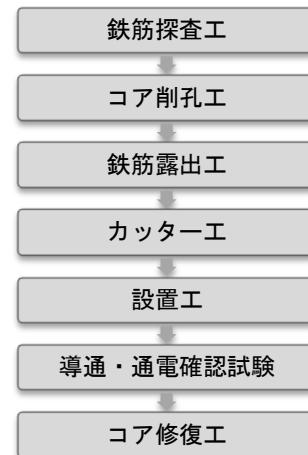 鉄筋探査工
コア削孔工
鉄筋露出工
カッター工
設置工
導通・通電確認試験
コア修復工